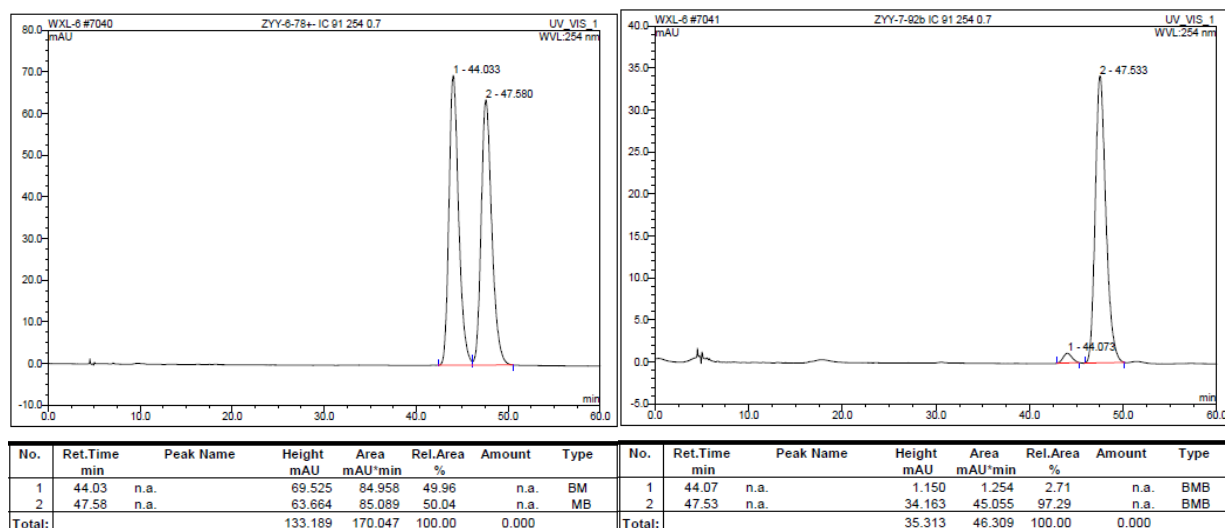 WXL-6 #7040 ZYY-6-78+- IC 91 254 0.7 UV_VIS_1
mAU WVL:254 nm
80.0
70.0
60.0
50.0
40.0
30.0
20.0
10.0
0.0
-10.0
1 - 44.033
2 - 47.580
min
0.0 10.0 20.0 30.0 40.0 50.0 60.0
No. Ret.Time Peak Name Height Area Rel.Area Amount Type
min mAU mAU*min %
1 44.03 n.a. 69.525 84.958 49.96 n.a. BM
2 47.58 n.a. 63.664 85.089 50.04 n.a. MB
Total: 133.189 170.047 100.00 0.000
WXL-6 #7041 ZYY-7-92b IC 91 254 0.7 UV_VIS_1
mAU WVL:254 nm
40.0
35.0
30.0
25.0
20.0
15.0
10.0
5.0
0.0
-5.0
2 - 47.533
1 - 44.073
min
0.0 10.0 20.0 30.0 40.0 50.0 60.0
No. Ret.Time Peak Name Height Area Rel.Area Amount Type
min mAU mAU*min %
1 44.07 n.a. 1.150 1.254 2.71 n.a. BMB
2 47.53 n.a. 34.163 45.055 97.29 n.a. BMB
Total: 35.313 46.309 100.00 0.000